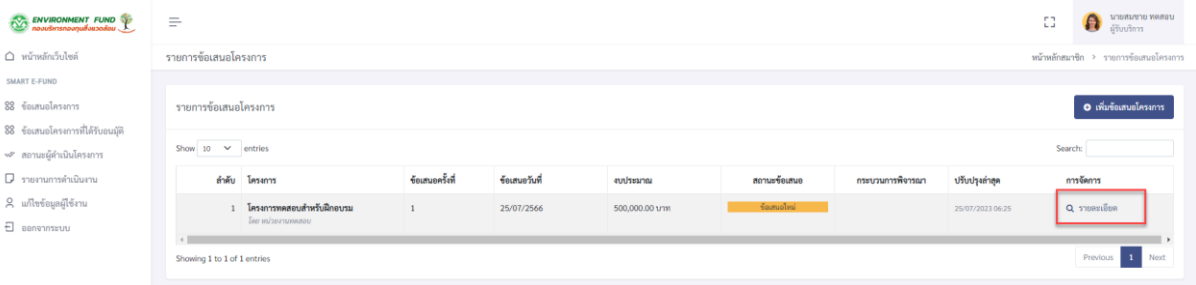 ENVIRONMENT FUND
กองบริหารกองทุนสิ่งแวดล้อม
นายสมชาย ทดสอบ
ผู้รับบริการ
หน้าหลักเว็บไซต์
SMART E-FUND
ข้อเสนอโครงการ
ข้อเสนอโครงการที่ได้รับอนุมัติ
สถานะผู้ดำเนินโครงการ
รายงานการดำเนินงาน
แก้ไขข้อมูลผู้ใช้งาน
ออกจากระบบ
รายการข้อเสนอโครงการ
หน้าหลักสมาชิก > รายการข้อเสนอโครงการ
รายการข้อเสนอโครงการ
เพิ่มข้อเสนอโครงการ
Show 10 entries
Search:
ลำดับ โครงการ ข้อเสนอครั้งที่ ข้อเสนอวันที่ งบประมาณ สถานะข้อเสนอ กระบวนการพิจารณา ปรับปรุงล่าสุด การจัดการ
1 โครงการทดสอบสำหรับฝึกอบรม 1 25/07/2566 500,000.00 บาท ข้อเสนอใหม่ 25/07/2023 06:25 รายละเอียด
โดย หน่วยงานทดสอบ
Showing 1 to 1 of 1 entries
Previous 1 Next